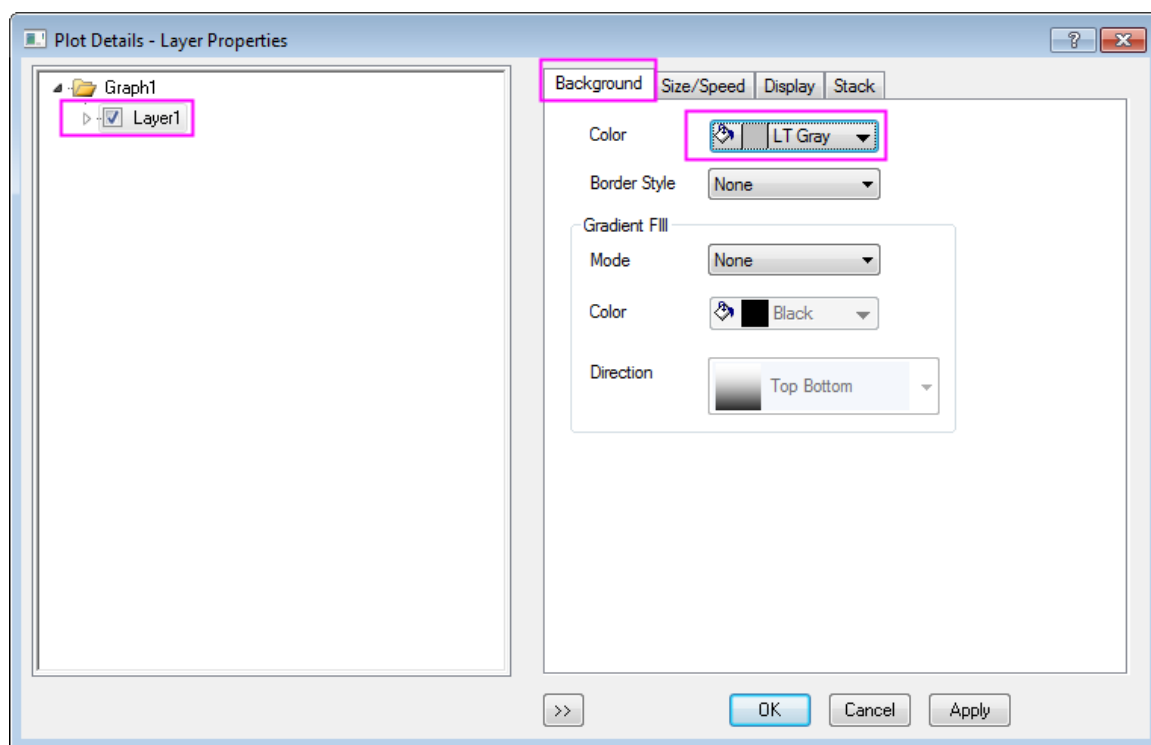 Plot Details - Layer Properties
?
Graph1
Layer1
Background Size/Speed Display Stack
Color LT Gray
Border Style None
Gradient FIll
Mode None
Color Black
Direction Top Bottom
>> OK Cancel Apply